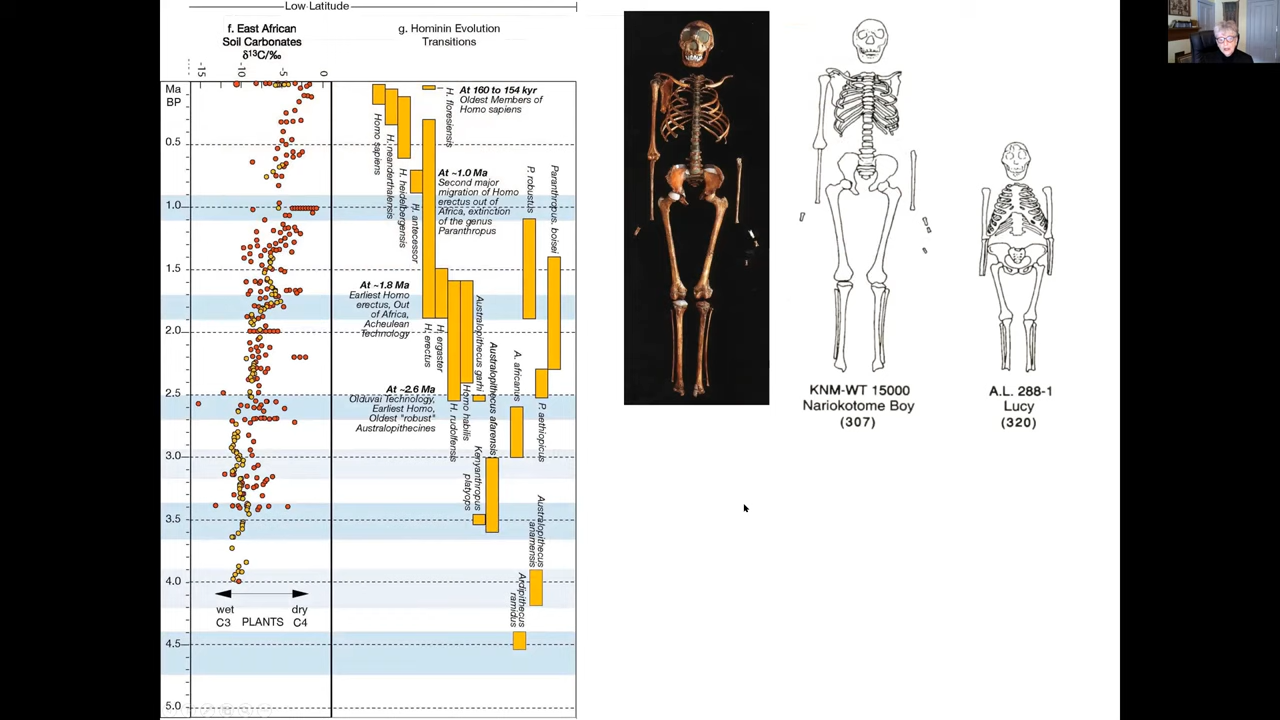 Low Latitude
f. East African
Soil Carbonates
δ13C/‰
-15
-10
-5
0
g. Hominin Evolution
Transitions
Ma
BP
0.5
1.0
1.5
2.0
2.5
3.0
3.5
4.0
4.5
5.0
wet
C3
PLANTS
dry
C4
Homo sapiens
H. neanderthalensis
H. heidelbergensis
H. antecessor
H. floresiensis
At 160 to 154 kyr
Oldest Members of
Homo sapiens
At ~1.0 Ma
Second major
migration of Homo
erectus out of
Africa, extinction
of the genus
Paranthropus
P. robustus
Paranthropus. boisei
At ~1.8 Ma
Earliest Homo
erectus, Out
of Africa,
Acheulean
Technology
H. erectus
H. ergaster
Australopithecus garhi
Australopithecus afarensis
A. africanus
At ~2.6 Ma
Olduvai Technology,
Earliest Homo,
Oldest "robust"
Australopithecines
H. rudolfensis
Homo habilis
P. aethiopicus
Kenyanthropus
platyops
Australopithecus
anamensis
Ardipithecus
ramidus
KNM-WT 15000
Nariokotome Boy
(307)
A.L. 288-1
Lucy
(320)